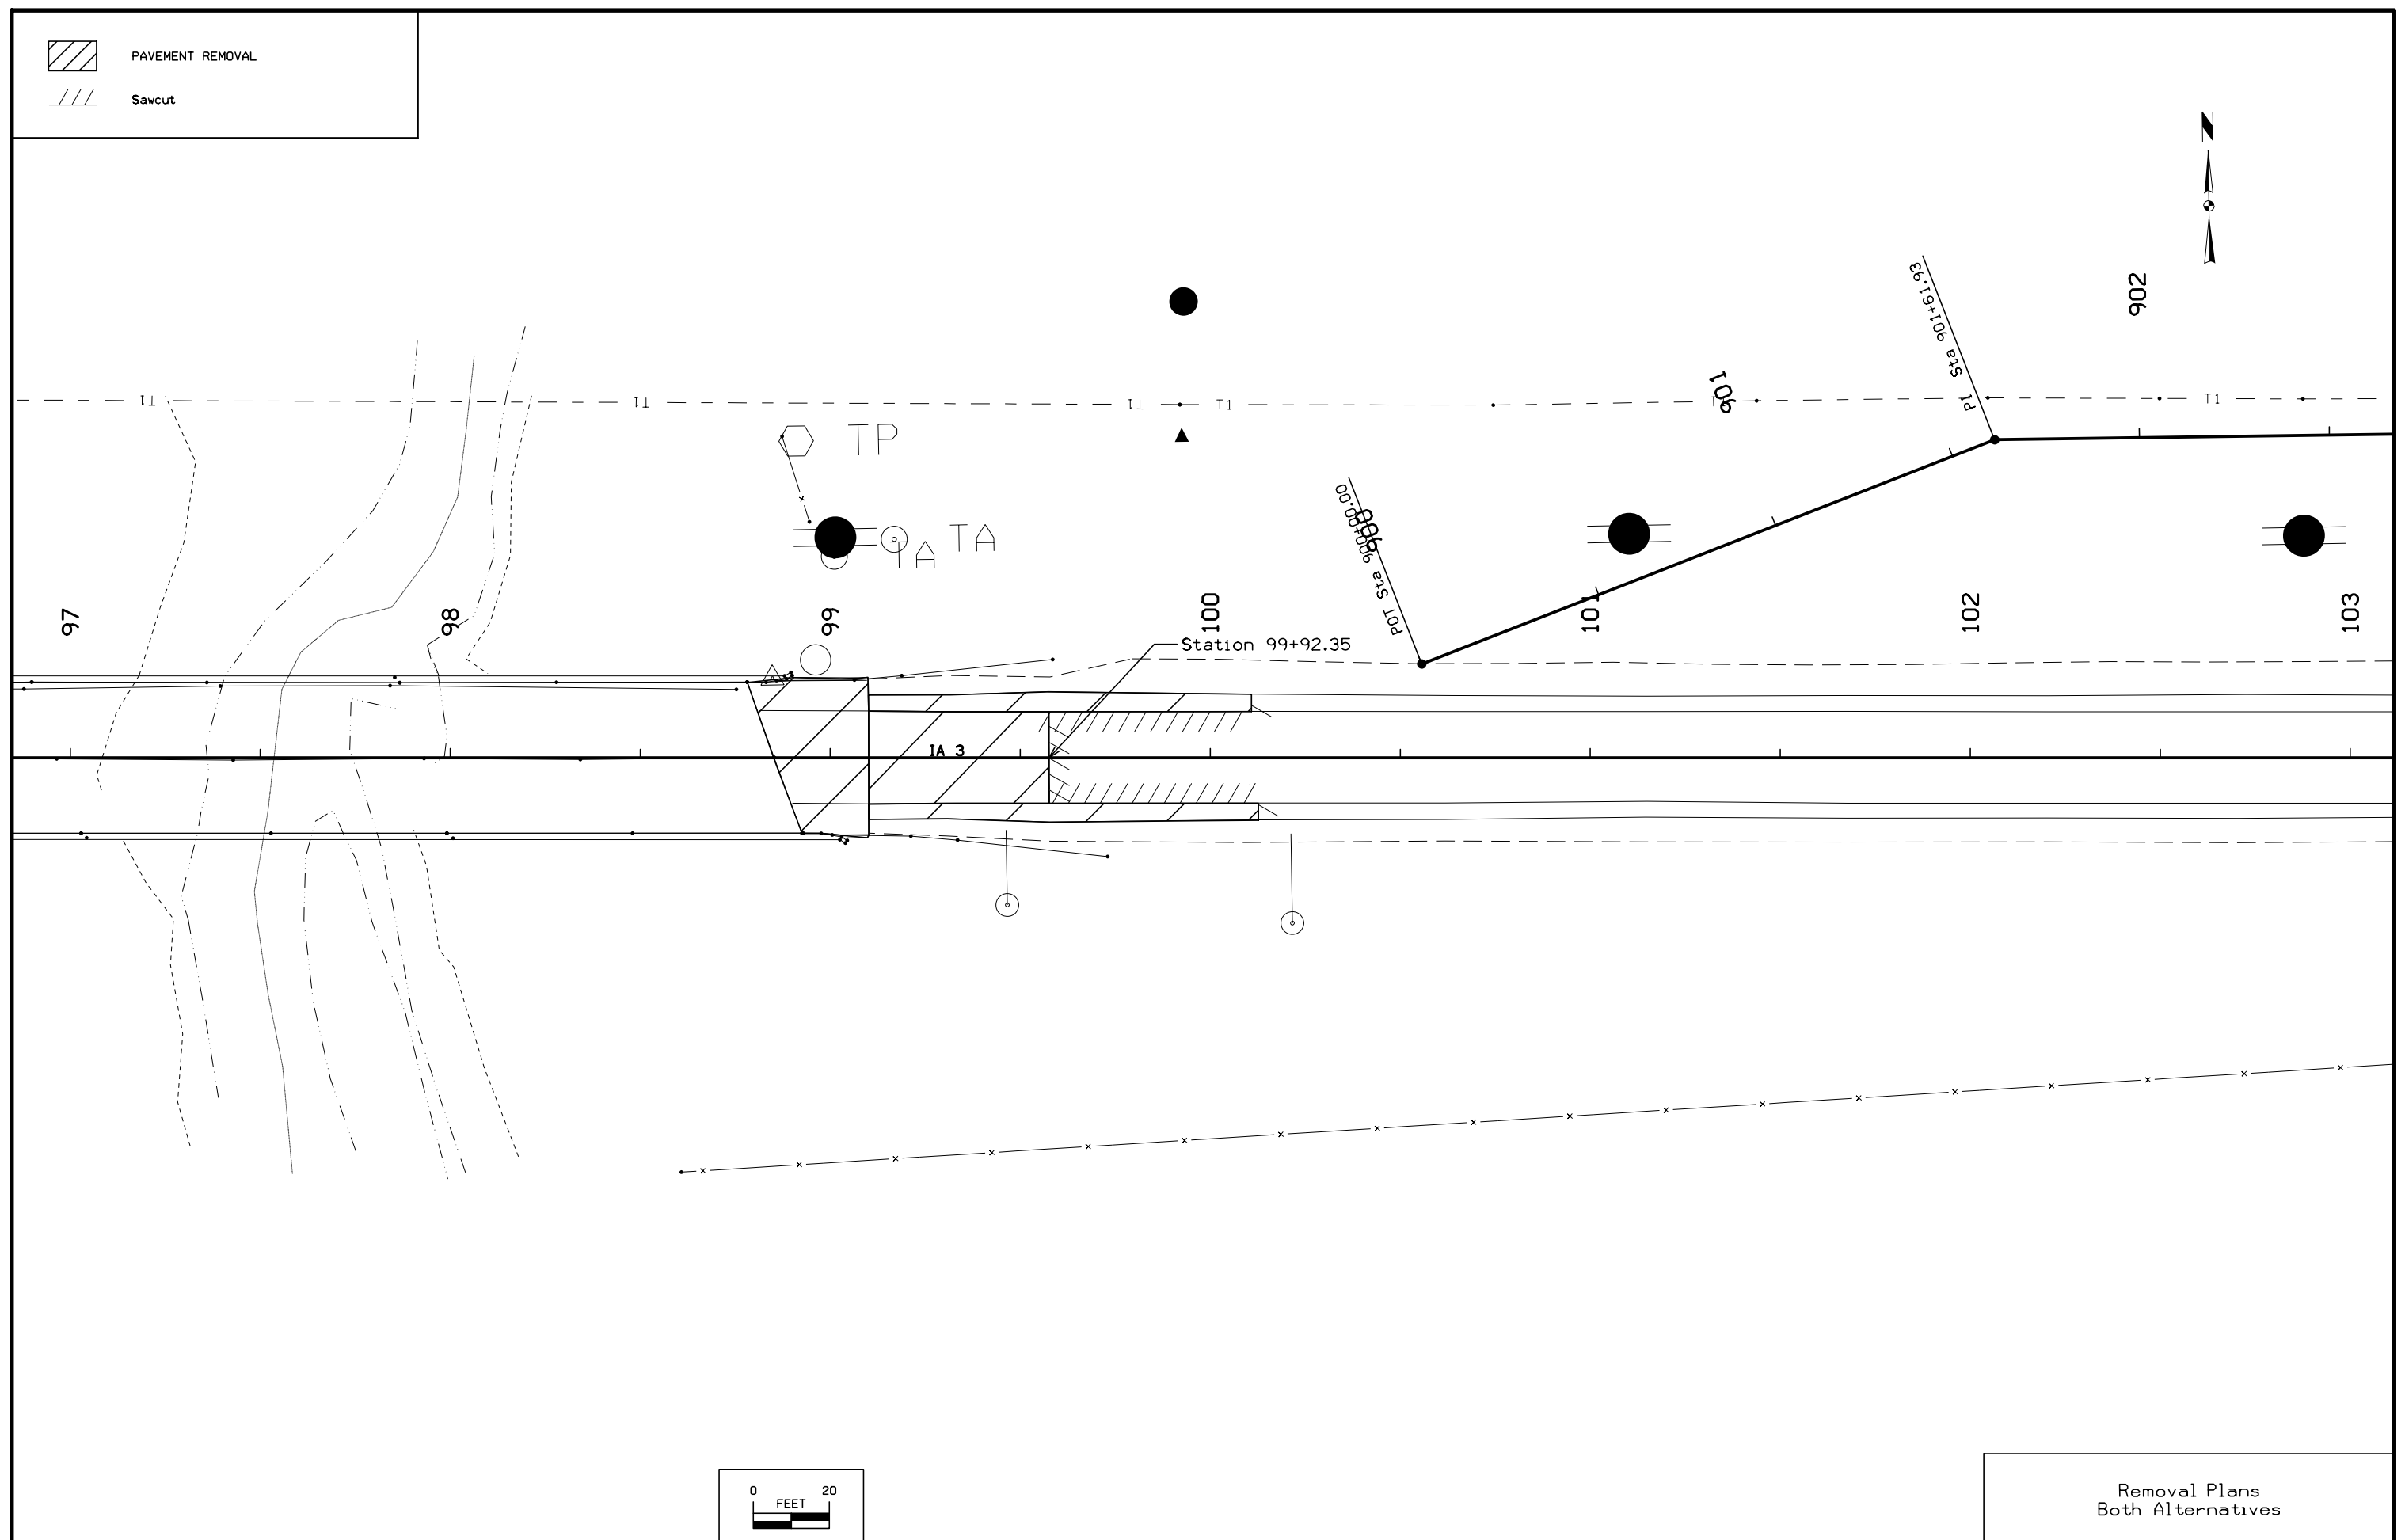 PAVEMENT REMOVAL
Sawcut
N
902
Sta 901+61.93
PI
901
T1 T1 T1 T1 T1
TP
TA
TA
900
POT Sta 900+00.00
97 98 99 100 101 102 103
Station 99+92.35
IA 3
0 20
FEET
Removal Plans
Both Alternatives